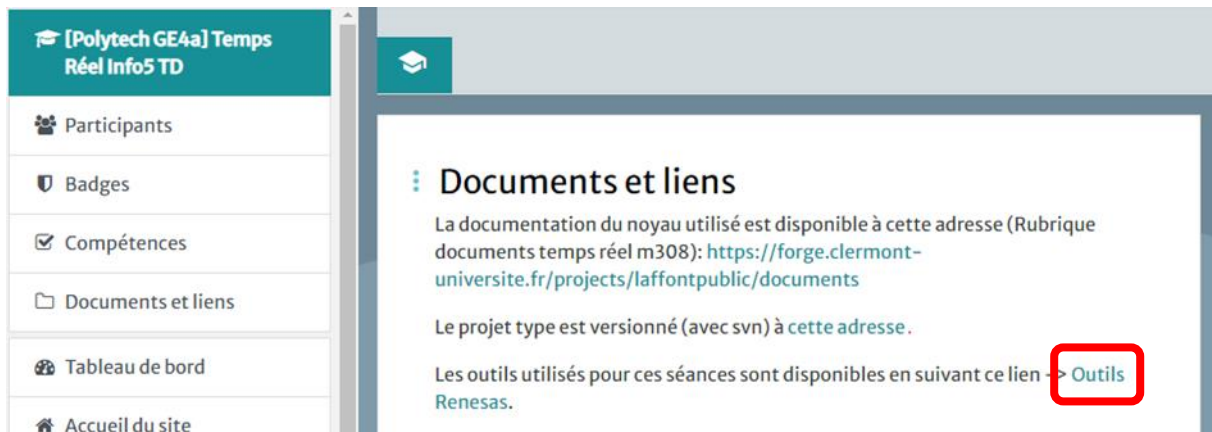 [Polytech GE4a] Temps
Réel Info5 TD
Participants
Badges
Compétences
Documents et liens
Tableau de bord
Accueil du site
Documents et liens
La documentation du noyau utilisé est disponible à cette adresse (Rubrique
documents temps réel m308): https://forge.clermont-
universite.fr/projects/laffontpublic/documents
Le projet type est versionné (avec svn) à cette adresse.
Les outils utilisés pour ces séances sont disponibles en suivant ce lien -> Outils
Renesas.